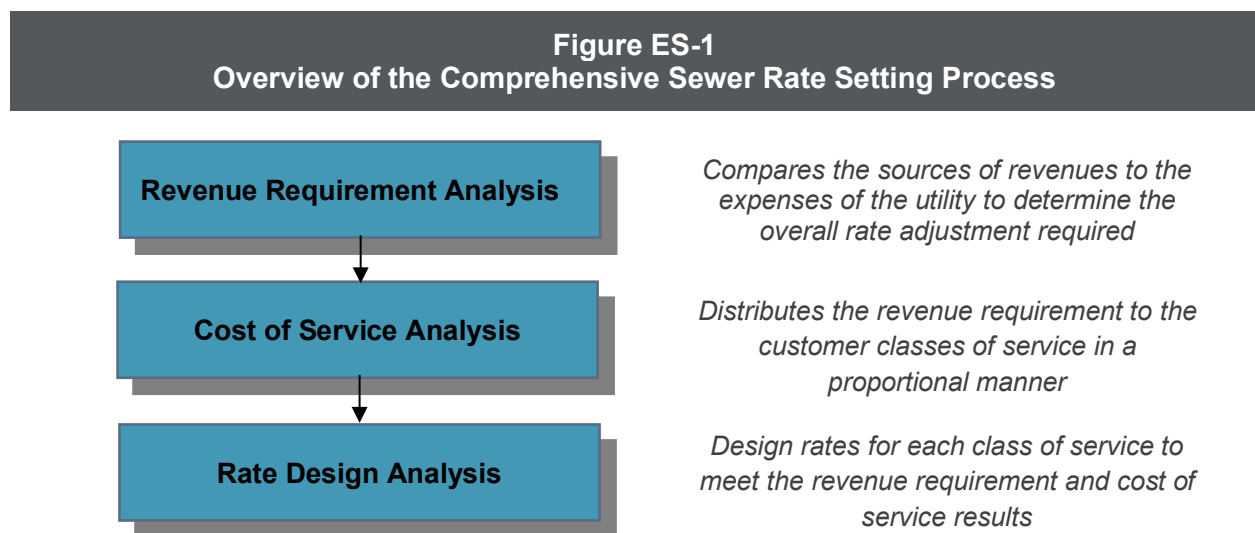 Figure ES-1
Overview of the Comprehensive Sewer Rate Setting Process
Revenue Requirement Analysis
Compares the sources of revenues to the
expenses of the utility to determine the
overall rate adjustment required
Cost of Service Analysis
Distributes the revenue requirement to the
customer classes of service in a
proportional manner
Rate Design Analysis
Design rates for each class of service to
meet the revenue requirement and cost of
service results